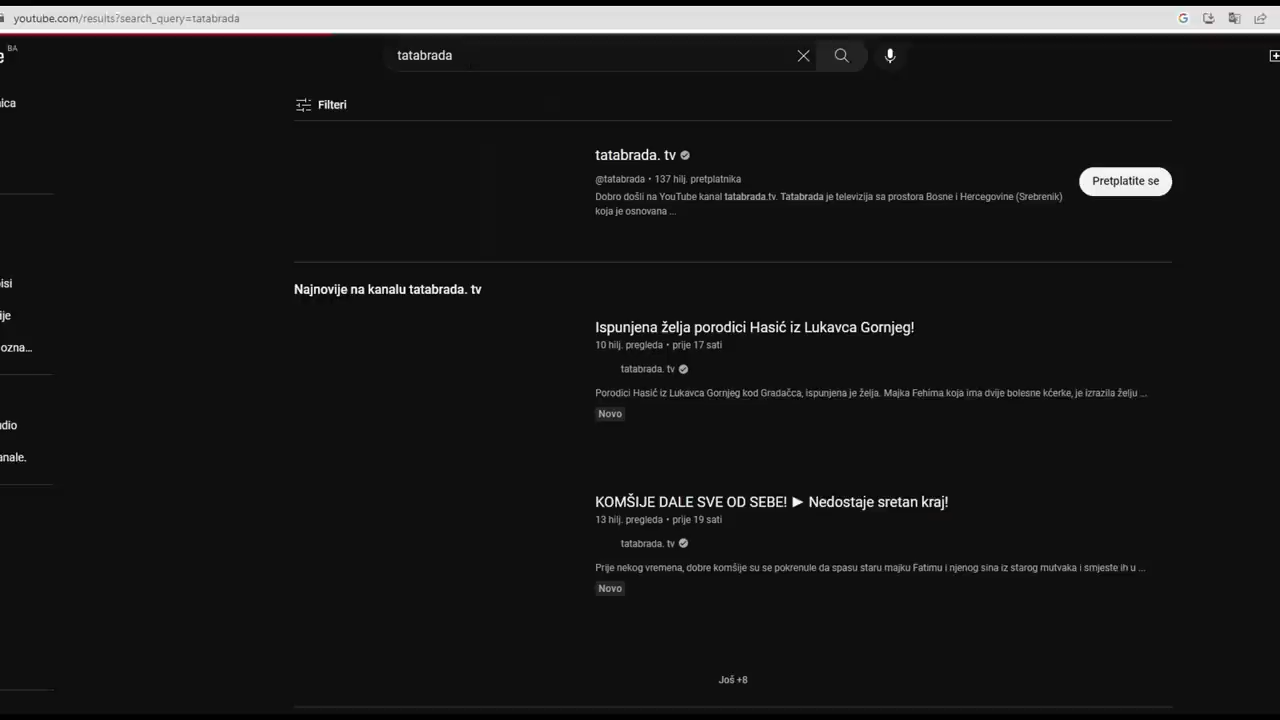 youtube.com/results?search_query=tatabrada
e BA
tatabrada
ica
Filteri
tatabrada. tv
@tatabrada • 137 hilj. pretplatnika
Pretplatite se
Dobro došli na YouTube kanal tatabrada.tv. Tatabrada je televizija sa prostora Bosne i Hercegovine (Srebrenik)
koja je osnovana ...
isi
Najnovije na kanalu tatabrada. tv
ije
Ispunjena želja porodici Hasić iz Lukavca Gornjeg!
10 hilj. pregleda • prije 17 sati
ozna...
tatabrada. tv
Porodici Hasić iz Lukavca Gornjeg kod Gradačca, ispunjena je želja. Majka Fehima koja ima dvije bolesne kćerke, je izrazila želju ...
Novo
udio
anale.
KOMŠIJE DALE SVE OD SEBE! ► Nedostaje sretan kraj!
13 hilj. pregleda • prije 19 sati
tatabrada. tv
Prije nekog vremena, dobre komšije su se pokrenule da spasu staru majku Fatimu i njenog sina iz starog mutvaka i smjeste ih u ...
Novo
Još +8